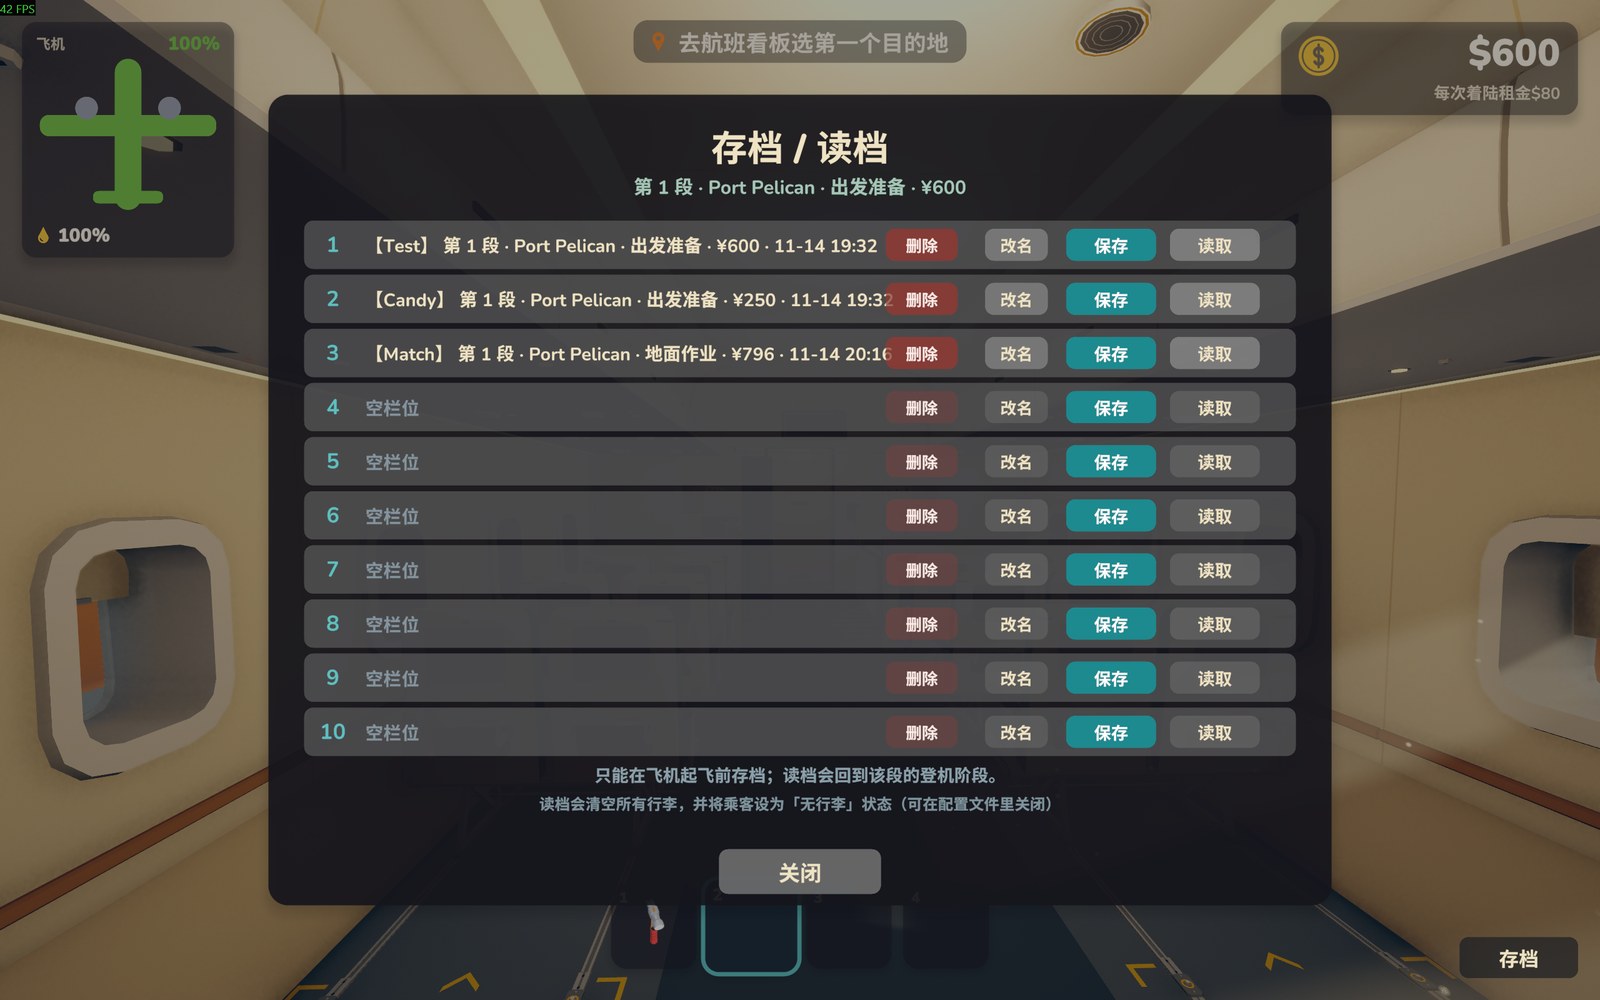 42 FPS
飞机 100%
100%
去航班看板选第一个目的地
$600
每次着陆租金$80
存档 / 读档
第 1 段 · Port Pelican · 出发准备 · ¥600
1 【Test】 第 1 段 · Port Pelican · 出发准备 · ¥600 · 11-14 19:32 删除 改名 保存 读取
2 【Candy】 第 1 段 · Port Pelican · 出发准备 · ¥250 · 11-14 19:32 删除 改名 保存 读取
3 【Match】 第 1 段 · Port Pelican · 地面作业 · ¥796 · 11-14 20:16 删除 改名 保存 读取
4 空栏位 删除 改名 保存 读取
5 空栏位 删除 改名 保存 读取
6 空栏位 删除 改名 保存 读取
7 空栏位 删除 改名 保存 读取
8 空栏位 删除 改名 保存 读取
9 空栏位 删除 改名 保存 读取
10 空栏位 删除 改名 保存 读取
只能在飞机起飞前存档；读档会回到该段的登机阶段。
读档会清空所有行李，并将乘客设为「无行李」状态（可在配置文件里关闭）
关闭
1 2 3 4
存档